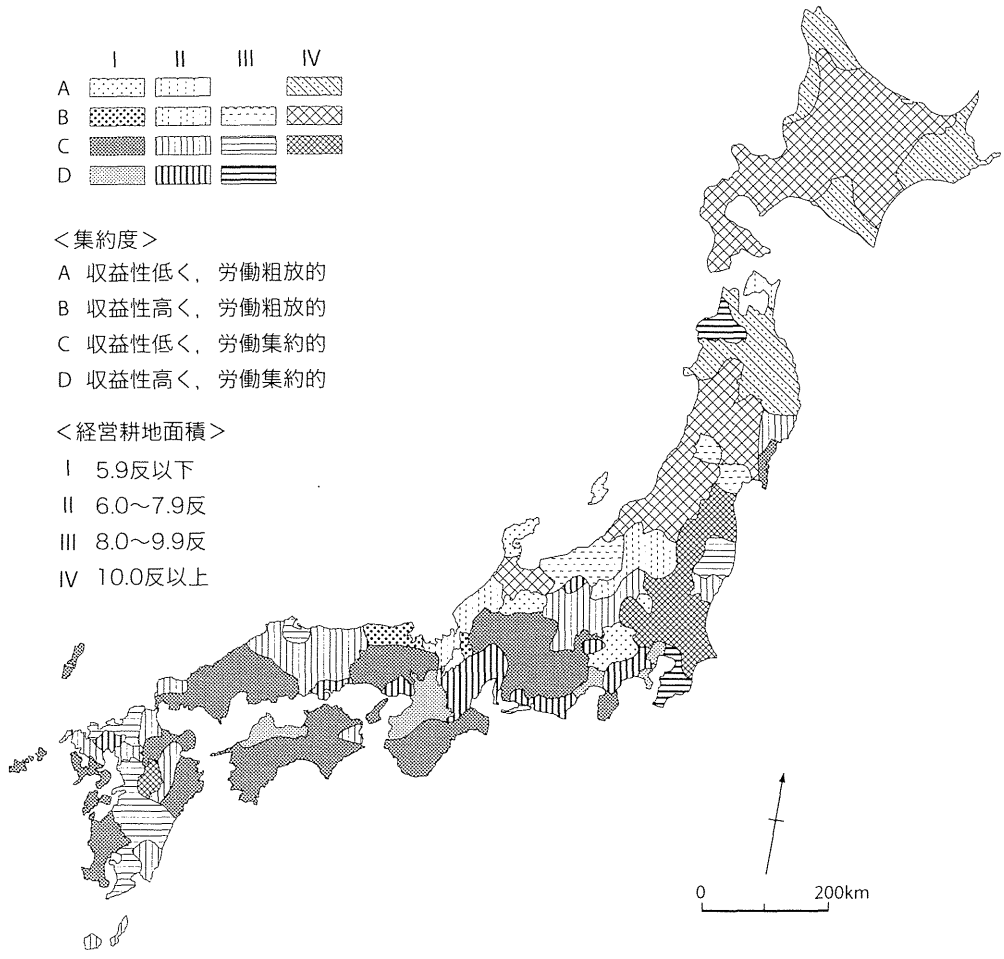 I II III IV
A
B
C
D
＜集約度＞
A 収益性低く，労働粗放的
B 収益性高く，労働粗放的
C 収益性低く，労働集約的
D 収益性高く，労働集約的
＜経営耕地面積＞
I 5.9反以下
II 6.0〜7.9反
III 8.0〜9.9反
IV 10.0反以上
0 200km